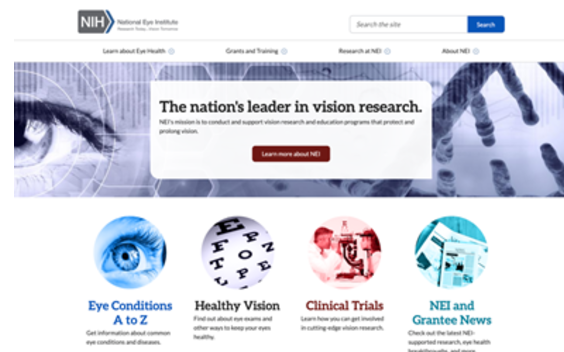 NIH National Eye Institute
Research Today...Vision Tomorrow
Search the site
Search
Learn about Eye Health
Grants and Training
Research at NEI
About NEI
The nation's leader in vision research.
NEI's mission is to conduct and support vision research and education programs that protect and
prolong vision.
Learn more about NEI
E
F T O Z
T P
Eye Conditions
A to Z
Get information about common
eye conditions and diseases.
Healthy Vision
Find out about eye exams and
other ways to keep your eyes
healthy.
Clinical Trials
Learn how you can get involved
in cutting-edge vision research.
NEI and
Grantee News
Check out the latest NEI-
supported research, eye health
breakthroughs, and more.